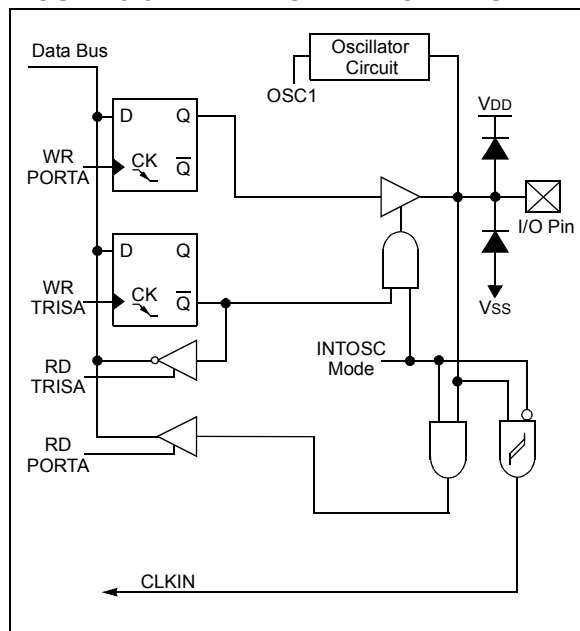 Data Bus
Oscillator
Circuit
OSC1
VDD
D Q
WR
PORTA
CK
Q
I/O Pin
D Q
WR
TRISA
CK
Q
VSS
RD
TRISA
INTOSC
Mode
RD
PORTA
CLKIN